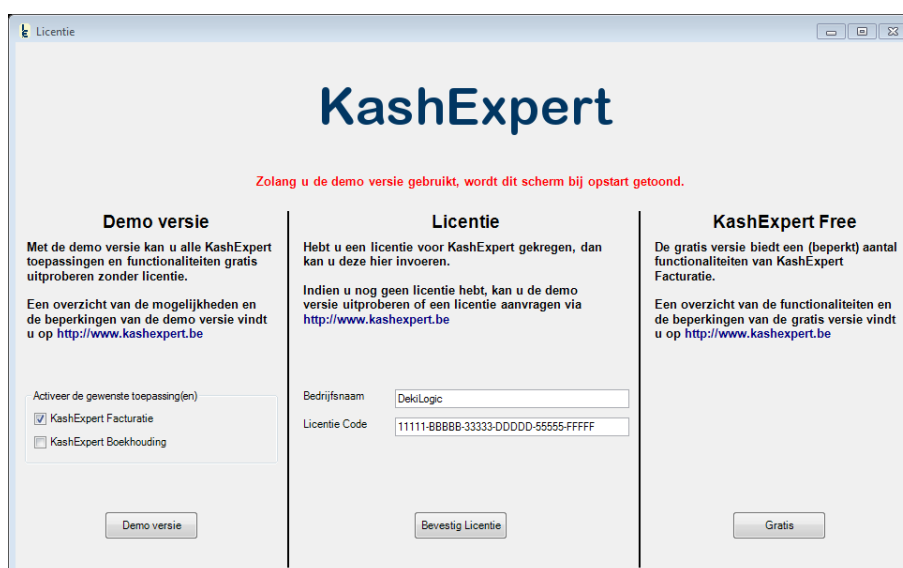 Licentie
KashExpert
Zolang u de demo versie gebruikt, wordt dit scherm bij opstart getoond.
Demo versie
Met de demo versie kan u alle KashExpert
toepassingen en functionaliteiten gratis
uitproberen zonder licentie.
Een overzicht van de mogelijkheden en
de beperkingen van de demo versie vindt
u op http://www.kashexpert.be
Activeer de gewenste toepassing(en)
KashExpert Facturatie
KashExpert Boekhouding
Demo versie
Licentie
Hebt u een licentie voor KashExpert gekregen, dan
kan u deze hier invoeren.
Indien u nog geen licentie hebt, kan u de demo
versie uitproberen of een licentie aanvragen via
http://www.kashexpert.be
Bedrijfsnaam DekiLogic
Licentie Code 11111-BBBBB-33333-DDDDD-55555-FFFFF
Bevestig Licentie
KashExpert Free
De gratis versie biedt een (beperkt) aantal
functionaliteiten van KashExpert
Facturatie.
Een overzicht van de functionaliteiten en
de beperkingen van de gratis versie vindt
u op http://www.kashexpert.be
Gratis